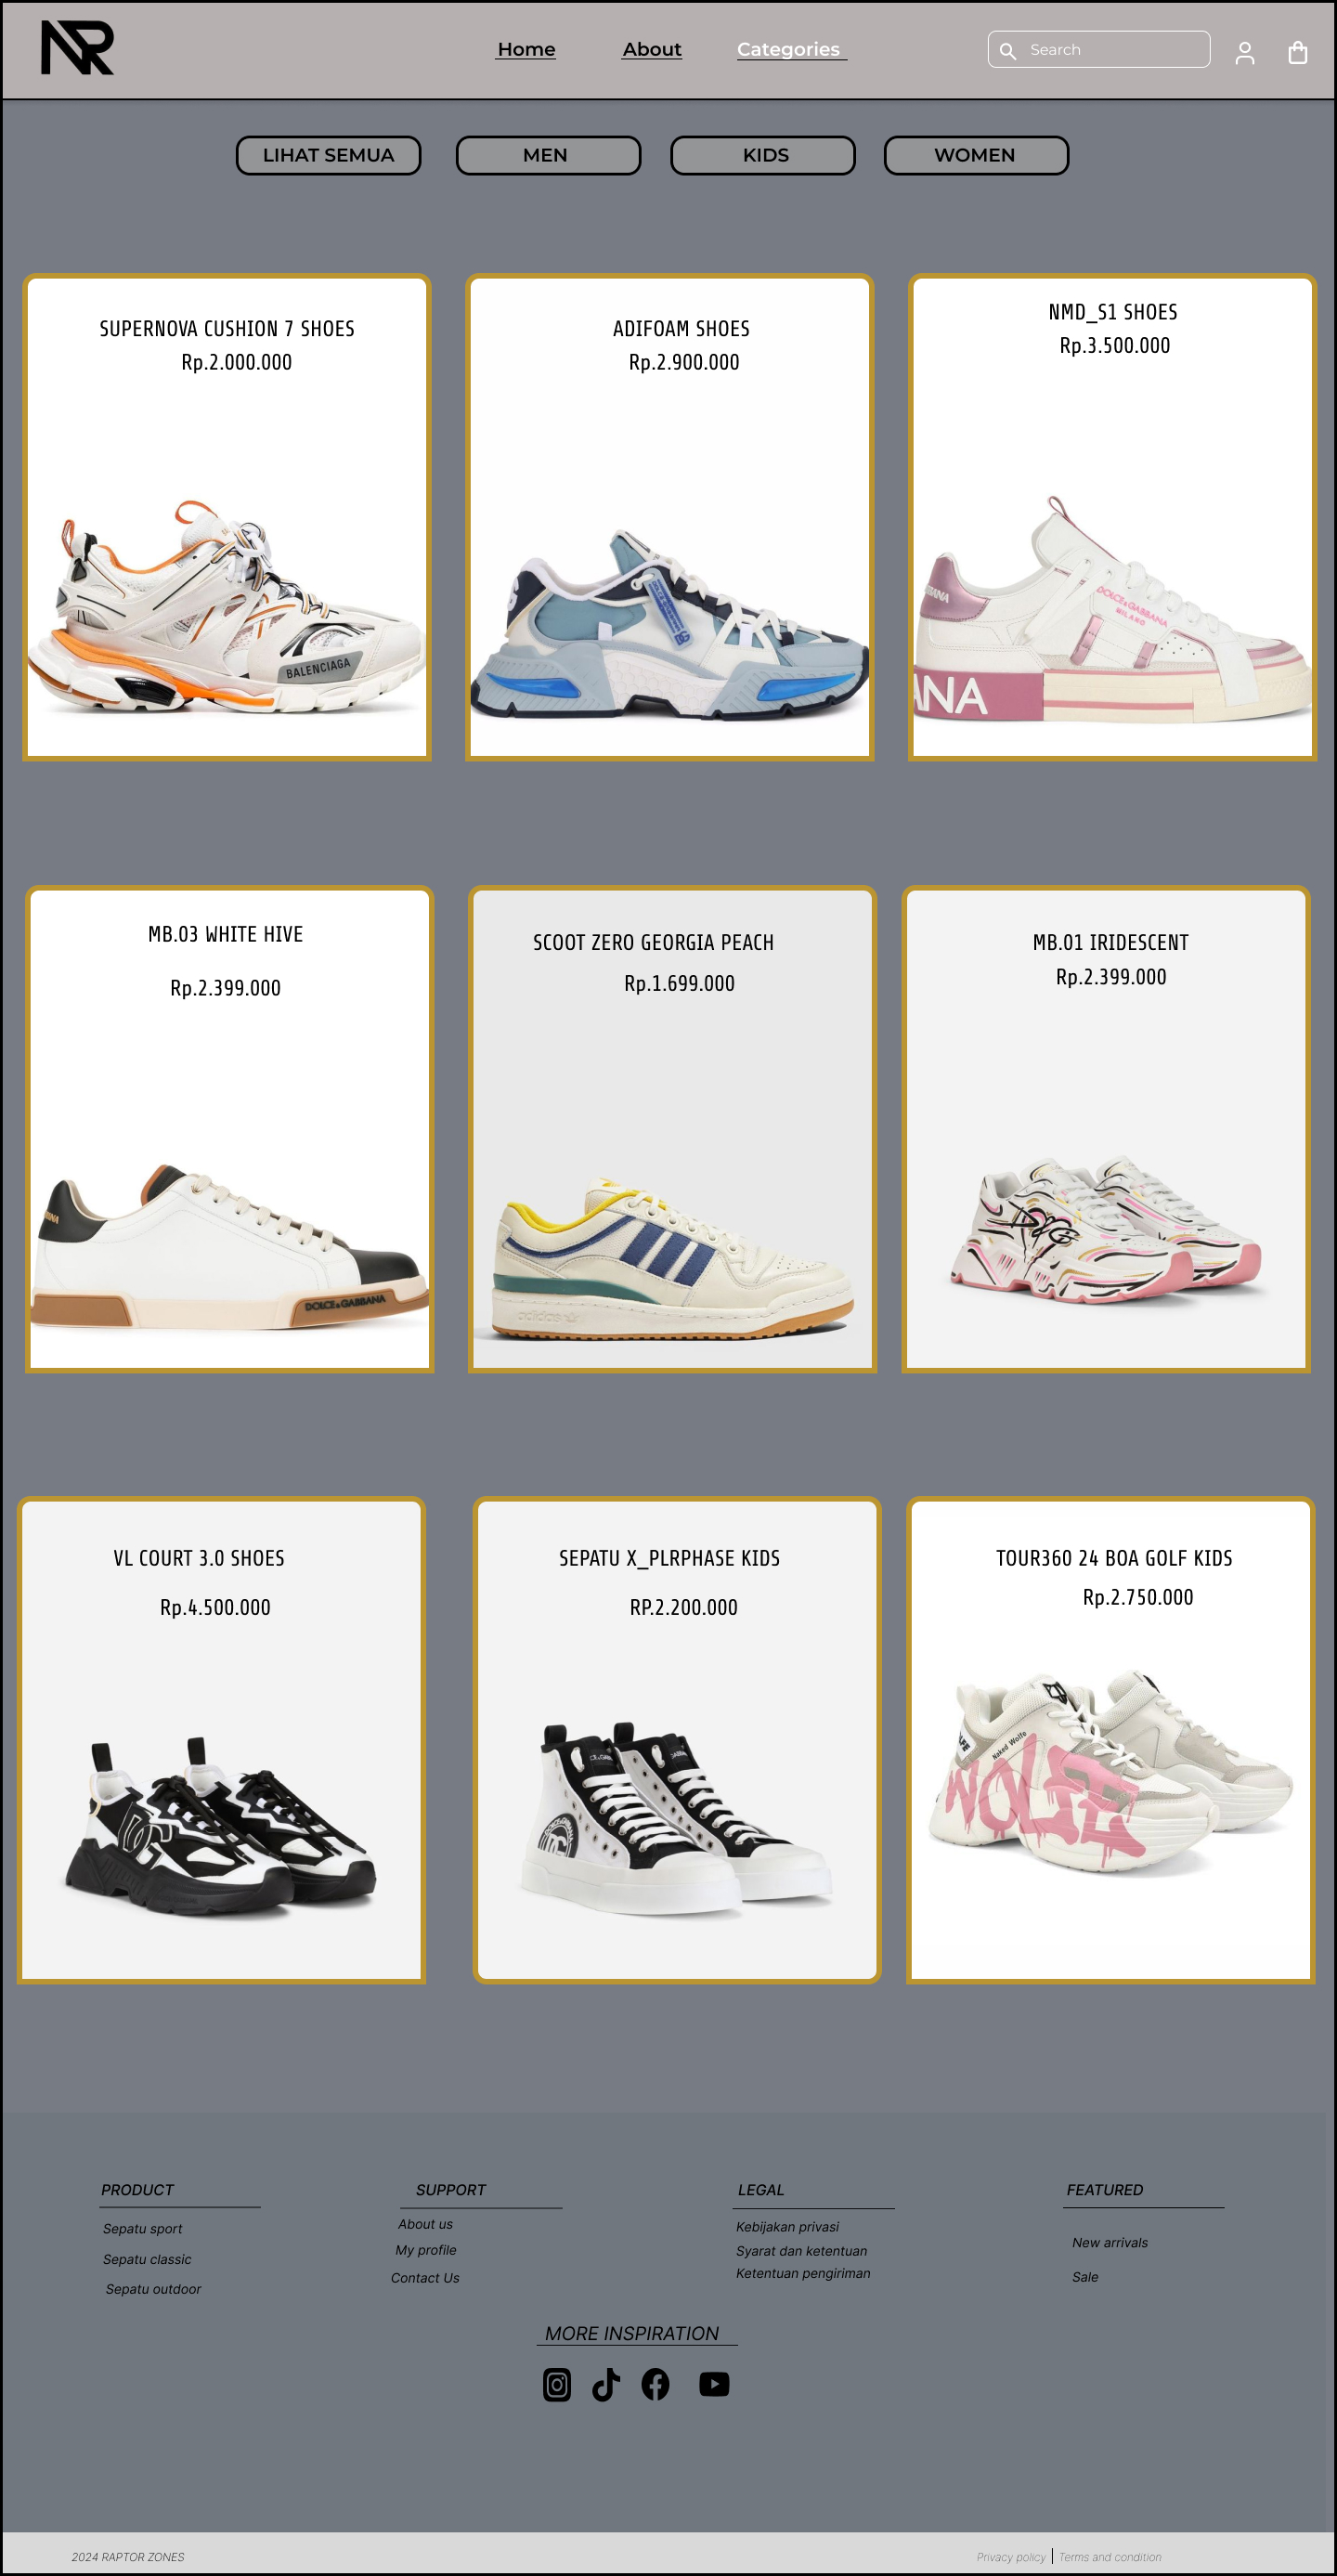 NR
Home About Categories Search
LIHAT SEMUA MEN KIDS WOMEN
SUPERNOVA CUSHION 7 SHOES
Rp.2.000.000
BALENCIAGA
ADIFOAM SHOES
Rp.2.900.000
DG
NMD_S1 SHOES
Rp.3.500.000
BBANA
DOLCE&GABBANA
MILANO
ANA
MB.03 WHITE HIVE
Rp.2.399.000
DOLCE&GABBANA
SCOOT ZERO GEORGIA PEACH
Rp.1.699.000
adidas
MB.01 IRIDESCENT
Rp.2.399.000
VL COURT 3.0 SHOES
Rp.4.500.000
SEPATU X_PLRPHASE KIDS
RP.2.200.000
TOUR360 24 BOA GOLF KIDS
Rp.2.750.000
Naked Wolfe
WOLFE
PRODUCT
Sepatu sport
Sepatu classic
Sepatu outdoor
SUPPORT
About us
My profile
Contact Us
LEGAL
Kebijakan privasi
Syarat dan ketentuan
Ketentuan pengiriman
FEATURED
New arrivals
Sale
MORE INSPIRATION
2024 RAPTOR ZONES
Privacy policy | Terms and condition